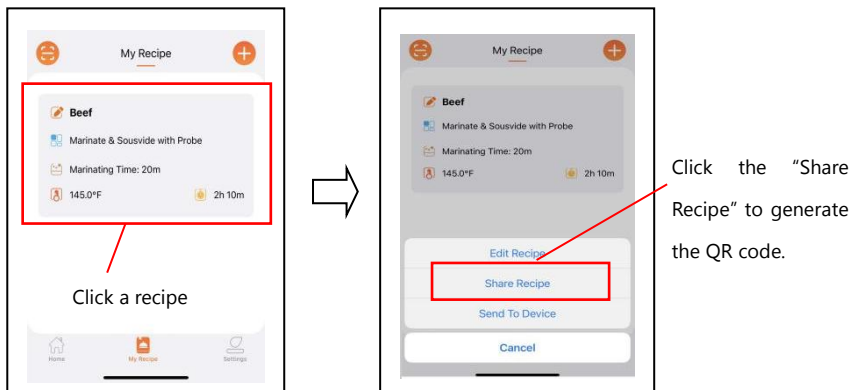 My Recipe
Beef
Marinate & Sousvide with Probe
Marinating Time: 20m
145.0°F
2h 10m
Click a recipe
Home
My Recipe
Settings
My Recipe
Beef
Marinate & Sousvide with Probe
Marinating Time: 20m
145.0°F
2h 10m
Edit Recipe
Share Recipe
Send To Device
Cancel
Click the “Share
Recipe” to generate
the QR code.